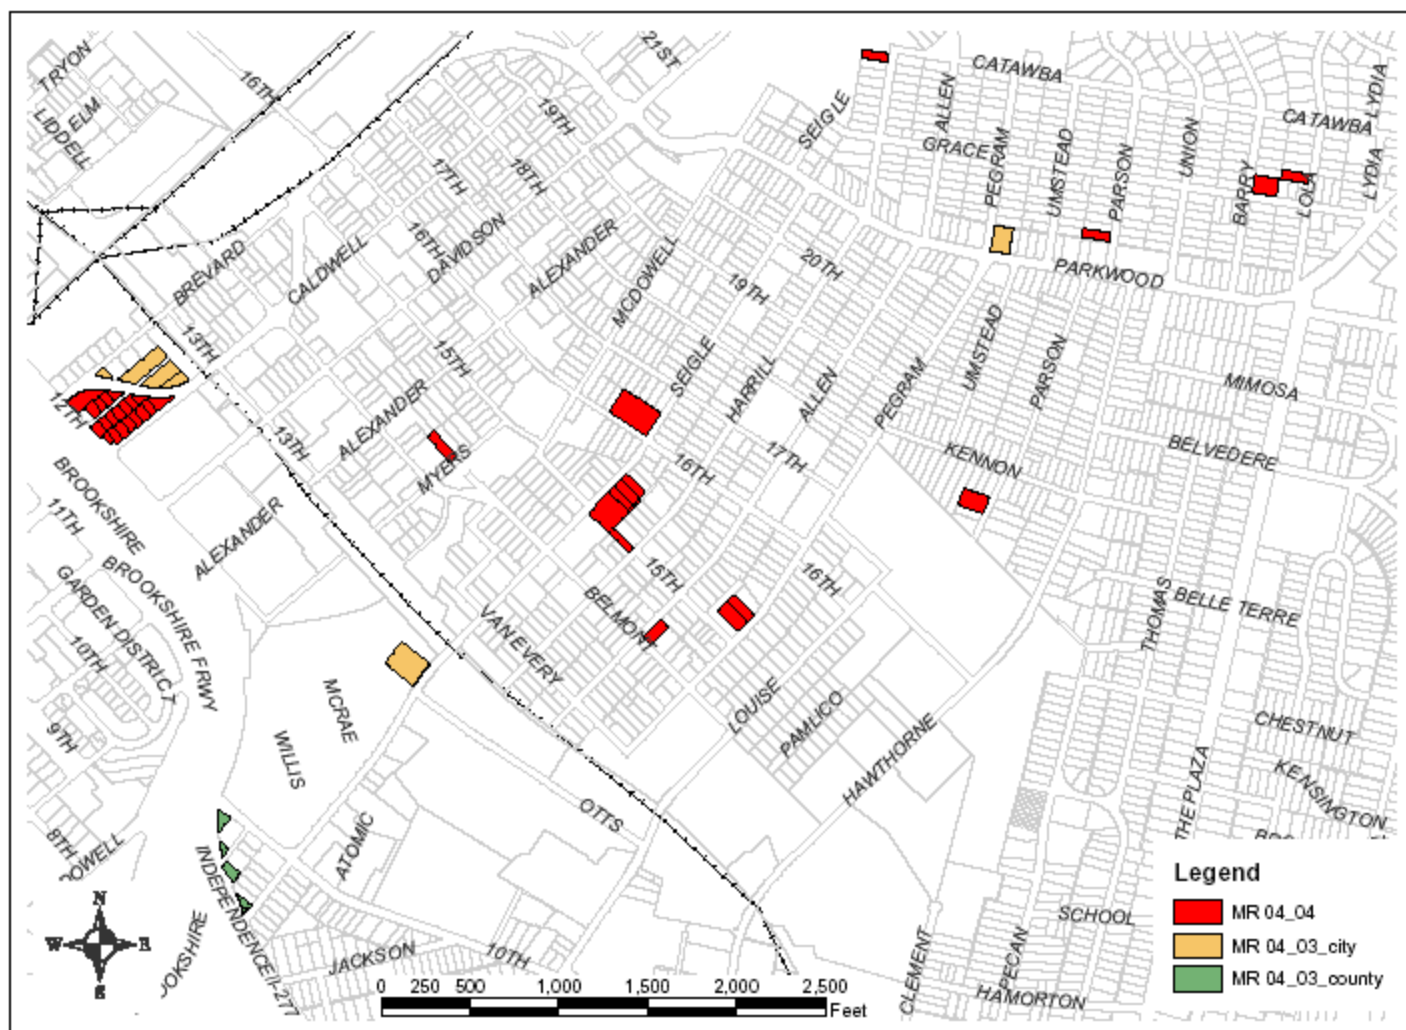 TRYON
ELM
LIDDELL
16TH
21ST
19TH
18TH
17TH
16TH
DAVIDSON
BREVARD
CALDWELL
ALEXANDER
MCDOWELL
SEIGLE
ALLEN
GRACE
CATAWBA
PEGRAM
UMSTEAD
PARSON
UNION
BARRY
LOLA
CATAWBA
LYDIA
LYDIA
20TH
19TH
PARKWOOD
13TH
12TH
15TH
ALEXANDER
13TH
MYERS
SEIGLE
HARRILL
ALLEN
PEGRAM
UMSTEAD
PARSON
MIMOSA
BELVEDERE
KENNON
17TH
16TH
BROOKSHIRE
11TH
ALEXANDER
BROOKSHIRE FRWY
GARDEN DISTRICT
10TH
9TH
8TH
15TH
16TH
BELMONT
VAN EVERY
THOMAS
BELLE TERRE
MCRAE
WILLIS
LOUISE
PAMLICO
HAWTHORNE
CHESTNUT
KENSINGTON
THE PLAZA
OTTS
ATOMIC
OWELL
INDEPENDENCE/I-277
OOKSHIRE
JACKSON
10TH
CLEMENT
PECAN
SCHOOL
HAMORTON
N
W E
S
0 250 500 1,000 1,500 2,000 2,500
Feet
Legend
MR 04_04
MR 04_03_city
MR 04_03_county